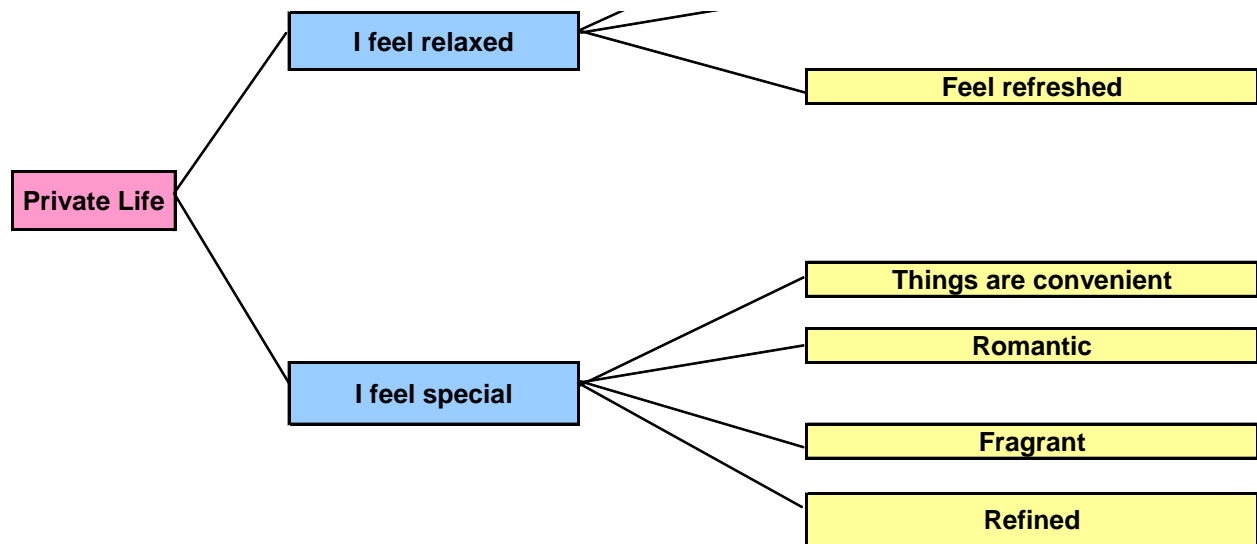 I feel relaxed
Feel refreshed
Private Life
Things are convenient
Romantic
I feel special
Fragrant
Refined